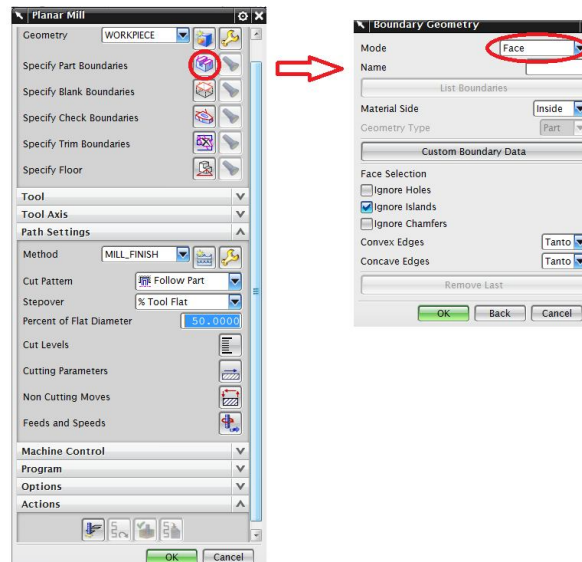 Planar Mill
Geometry WORKPIECE
Specify Part Boundaries
Specify Blank Boundaries
Specify Check Boundaries
Specify Trim Boundaries
Specify Floor
Tool
Tool Axis
Path Settings
Method MILL_FINISH
Cut Pattern Follow Part
Stepover % Tool Flat
Percent of Flat Diameter 50.0000
Cut Levels
Cutting Parameters
Non Cutting Moves
Feeds and Speeds
Machine Control
Program
Options
Actions
OK Cancel
Boundary Geometry
Mode Face
Name
List Boundaries
Material Side Inside
Geometry Type Part
Custom Boundary Data
Face Selection
Ignore Holes
Ignore Islands
Ignore Chamfers
Convex Edges Tanto
Concave Edges Tanto
Remove Last
OK Back Cancel